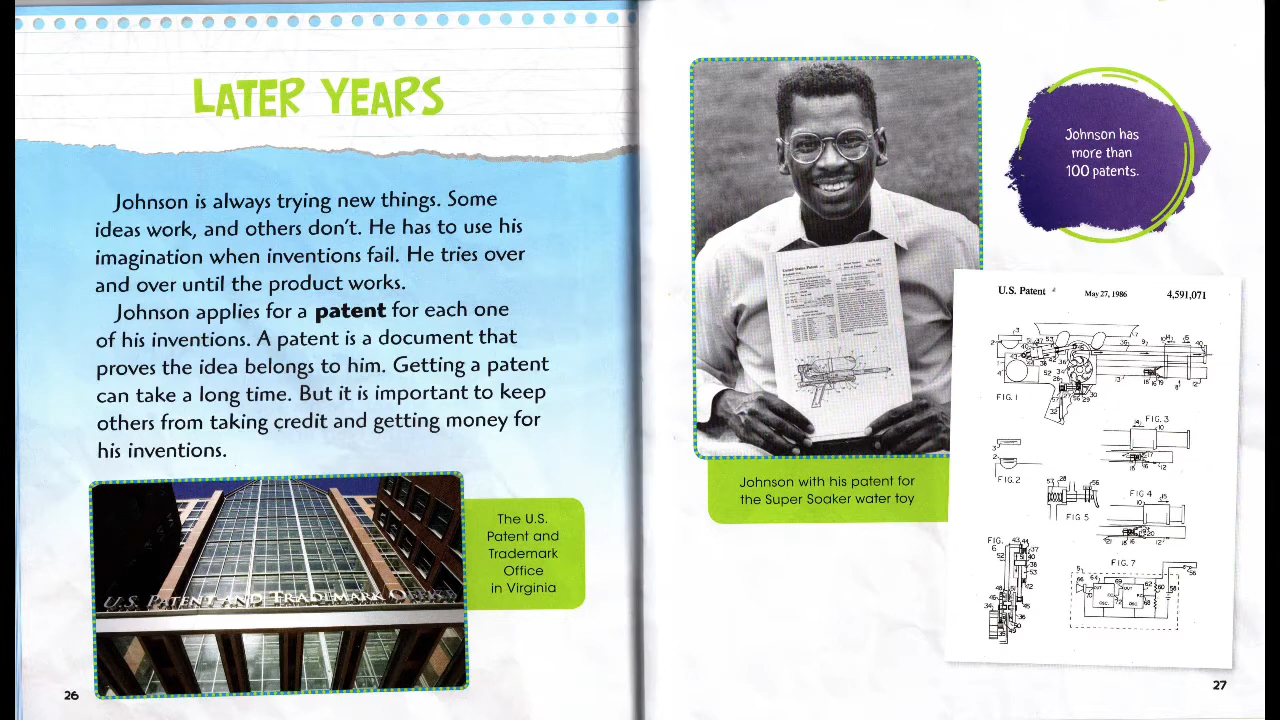 LATER YEARS
Johnson is always trying new things. Some
ideas work, and others don't. He has to use his
imagination when inventions fail. He tries over
and over until the product works.
Johnson applies for a patent for each one
of his inventions. A patent is a document that
proves the idea belongs to him. Getting a patent
can take a long time. But it is important to keep
others from taking credit and getting money for
his inventions.
U.S. PATENT AND TRADEMARK OFFICE
The U.S.
Patent and
Trademark
Office
in Virginia
26
United States Patent
Johnson with his patent for
the Super Soaker water toy
Johnson has
more than
100 patents.
U.S. Patent May 27, 1986 4,591,071
FIG. 1
FIG. 2
FIG. 3
FIG 4
FIG 5
FIG. 6
FIG. 7
27